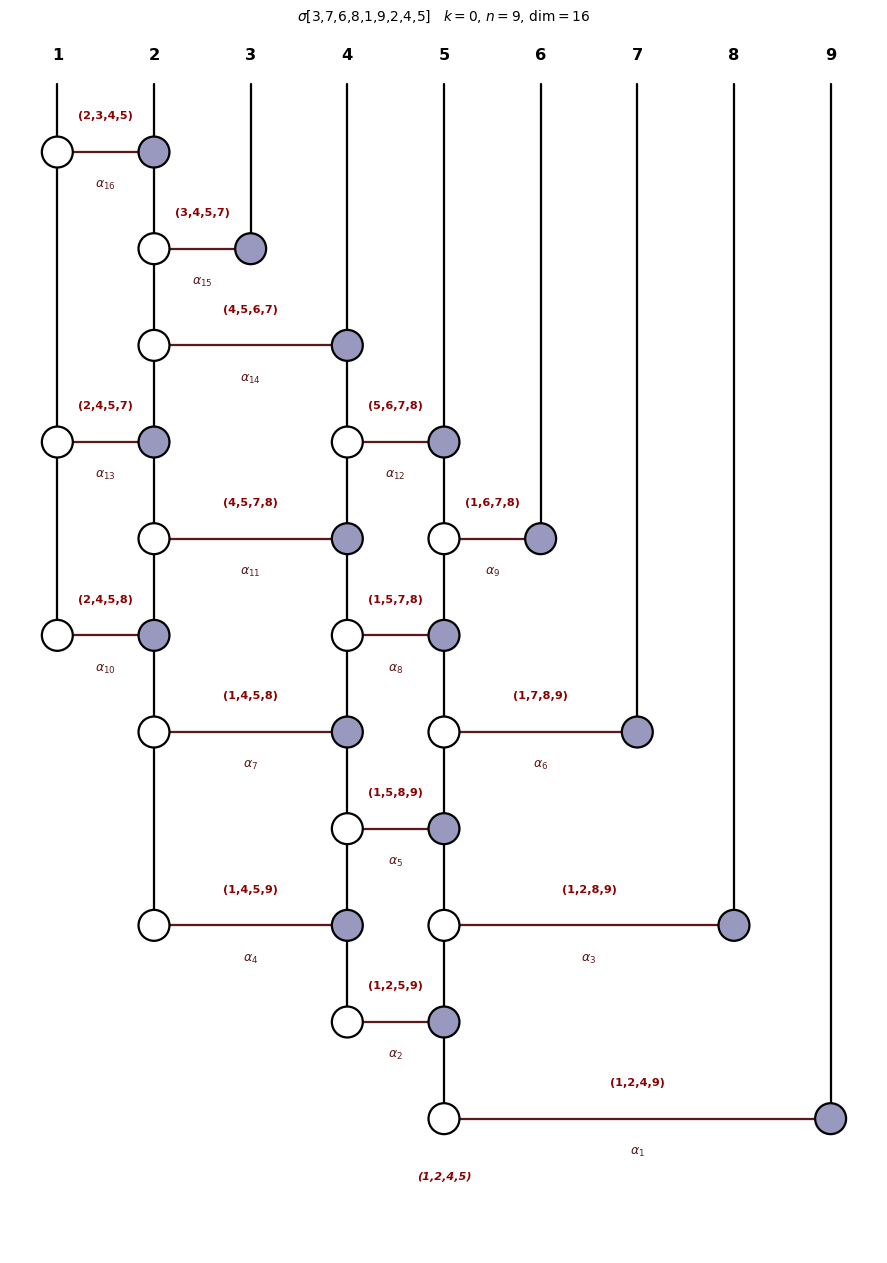 σ[3,7,6,8,1,9,2,4,5] k = 0, n = 9, dim = 16
1 2 3 4 5 6 7 8 9
(2,3,4,5)
α₁₆
(3,4,5,7)
α₁₅
(4,5,6,7)
α₁₄
(2,4,5,7) (5,6,7,8)
α₁₃ α₁₂
(4,5,7,8) (1,6,7,8)
α₁₁ α₉
(2,4,5,8) (1,5,7,8)
α₁₀ α₈
(1,4,5,8) (1,7,8,9)
α₇ α₆
(1,5,8,9)
α₅
(1,4,5,9) (1,2,8,9)
α₄ α₃
(1,2,5,9)
α₂
(1,2,4,9)
α₁
(1,2,4,5)